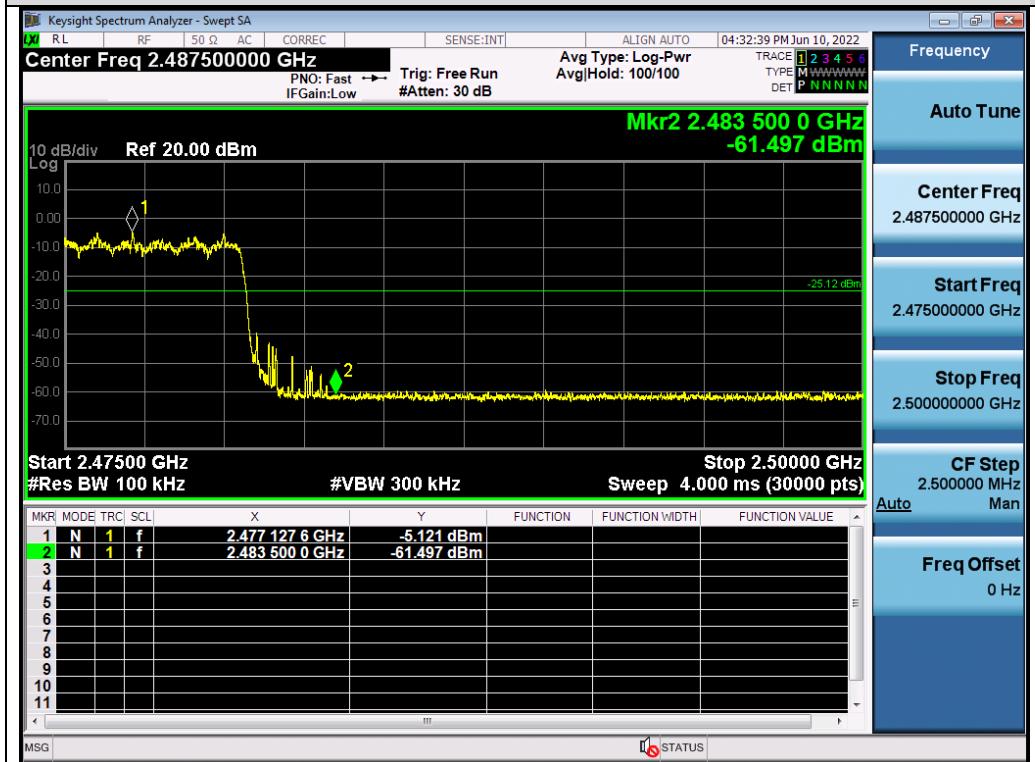 Keysight Spectrum Analyzer - Swept SA
LXI RL RF 50 Ω AC CORREC SENSE:INT ALIGN AUTO 04:32:39 PM Jun 10, 2022
Center Freq 2.487500000 GHz
PNO: Fast
IFGain:Low
Trig: Free Run
#Atten: 30 dB
Avg Type: Log-Pwr
Avg|Hold: 100/100
TRACE 1 2 3 4 5 6
TYPE M WWWWW
DET P N N N N N
Mkr2 2.483 500 0 GHz
-61.497 dBm
10 dB/div Ref 20.00 dBm
Log
10.0
0.00
-10.0
-20.0
-30.0
-40.0
-50.0
-60.0
-70.0
1
-25.12 dBm
2
Start 2.47500 GHz Stop 2.50000 GHz
#Res BW 100 kHz #VBW 300 kHz Sweep 4.000 ms (30000 pts)
MKR MODE TRC SCL X Y FUNCTION FUNCTION WIDTH FUNCTION VALUE
1 N 1 f 2.477 127 6 GHz -5.121 dBm
2 N 1 f 2.483 500 0 GHz -61.497 dBm
3
4
5
6
7
8
9
10
11
MSG STATUS
Frequency
Auto Tune
Center Freq
2.487500000 GHz
Start Freq
2.475000000 GHz
Stop Freq
2.500000000 GHz
CF Step
2.500000 MHz
Auto Man
Freq Offset
0 Hz